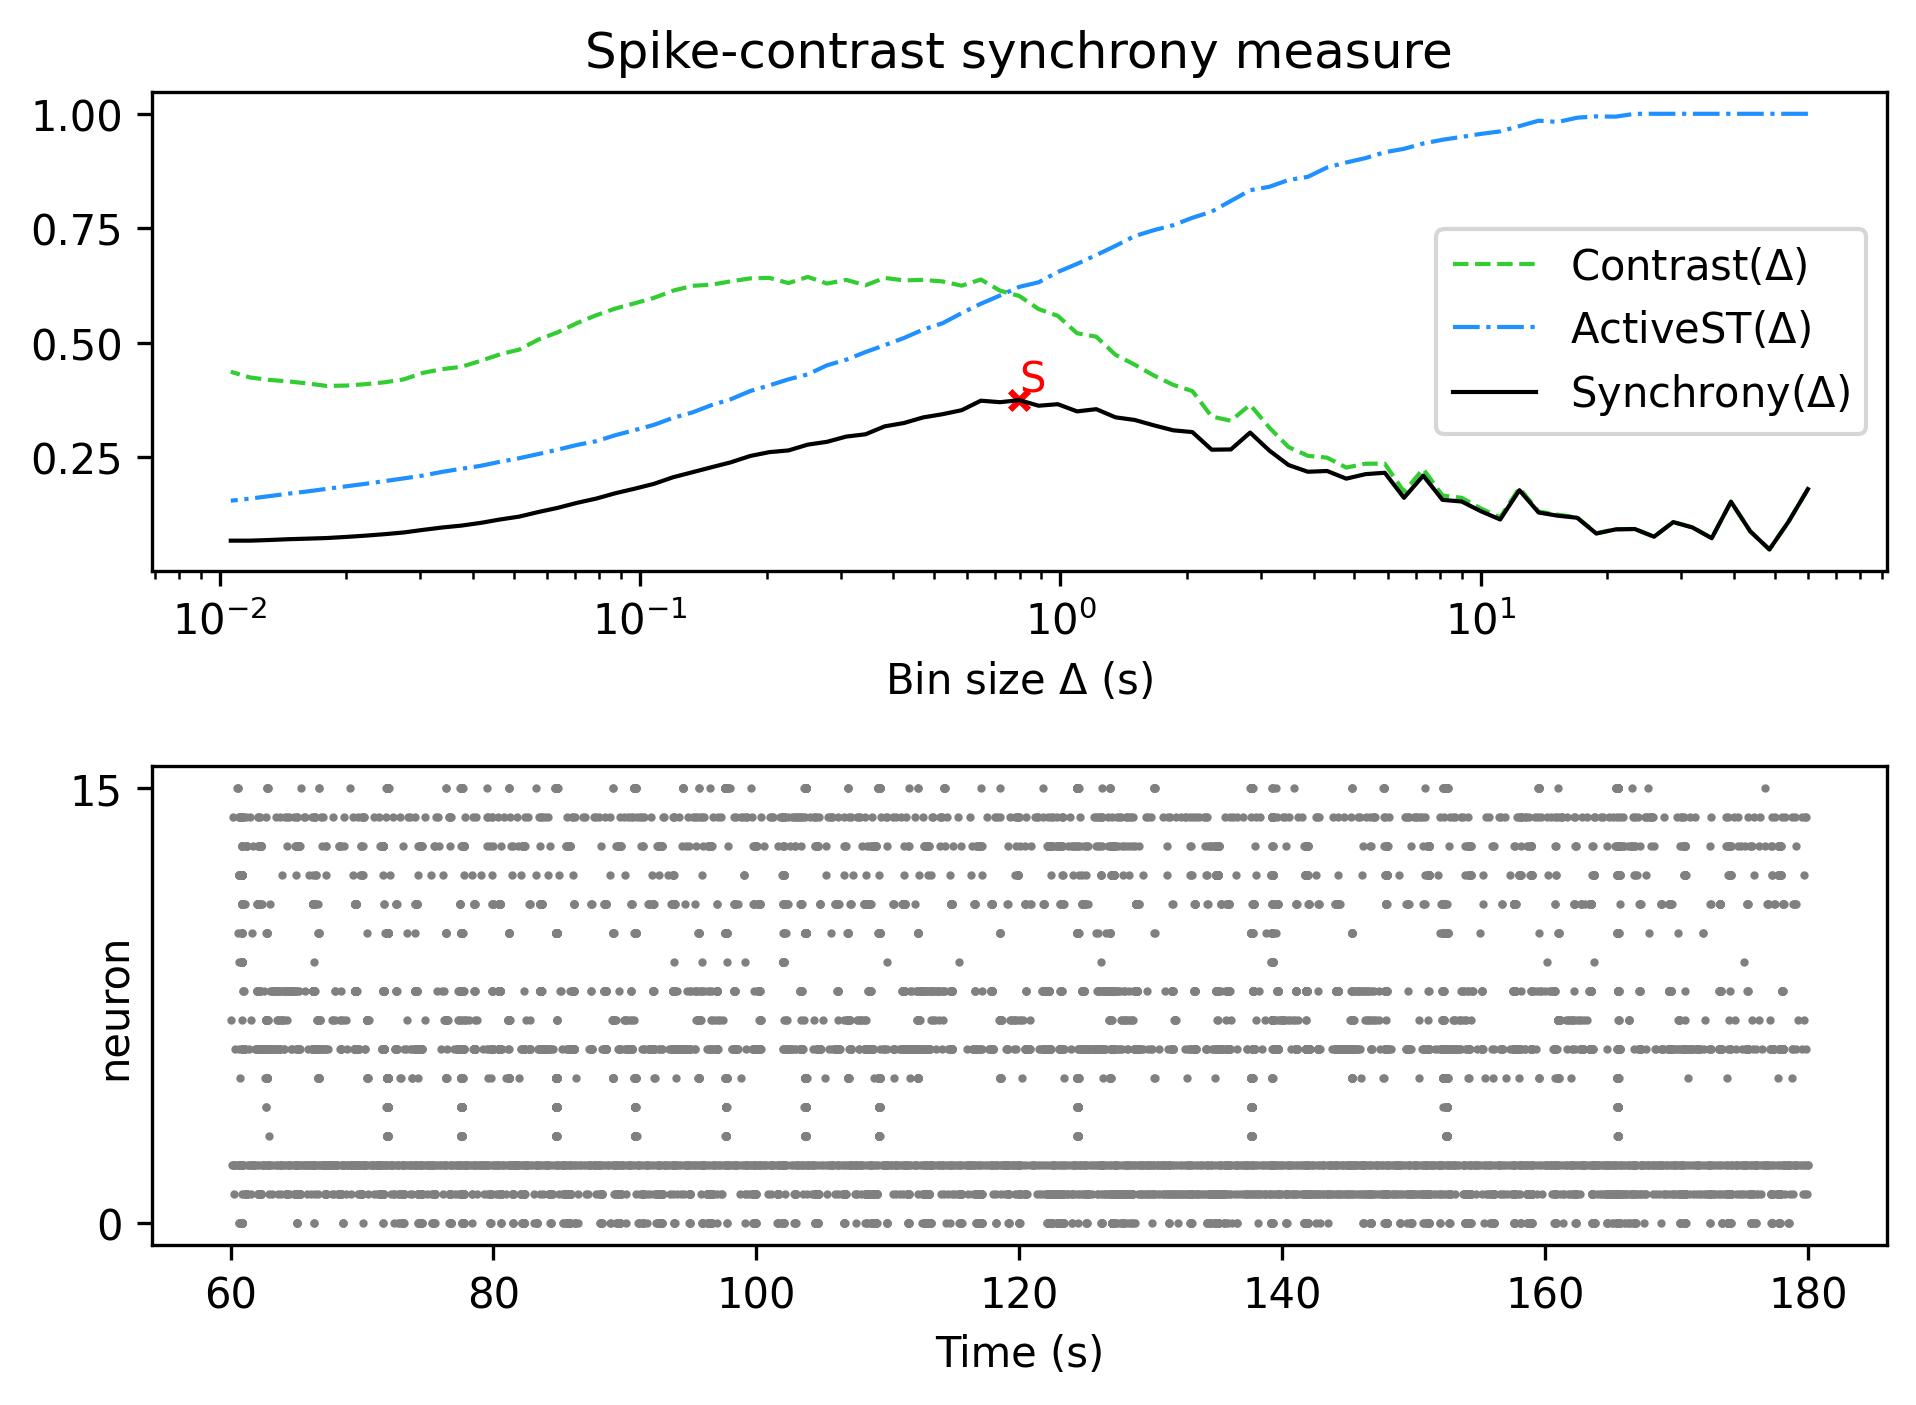 Spike-contrast synchrony measure
1.00
0.75
0.50
0.25
Contrast(Δ)
ActiveST(Δ)
Synchrony(Δ)
S
10⁻² 10⁻¹ 10⁰ 10¹
Bin size Δ (s)
15
0
neuron
60 80 100 120 140 160 180
Time (s)